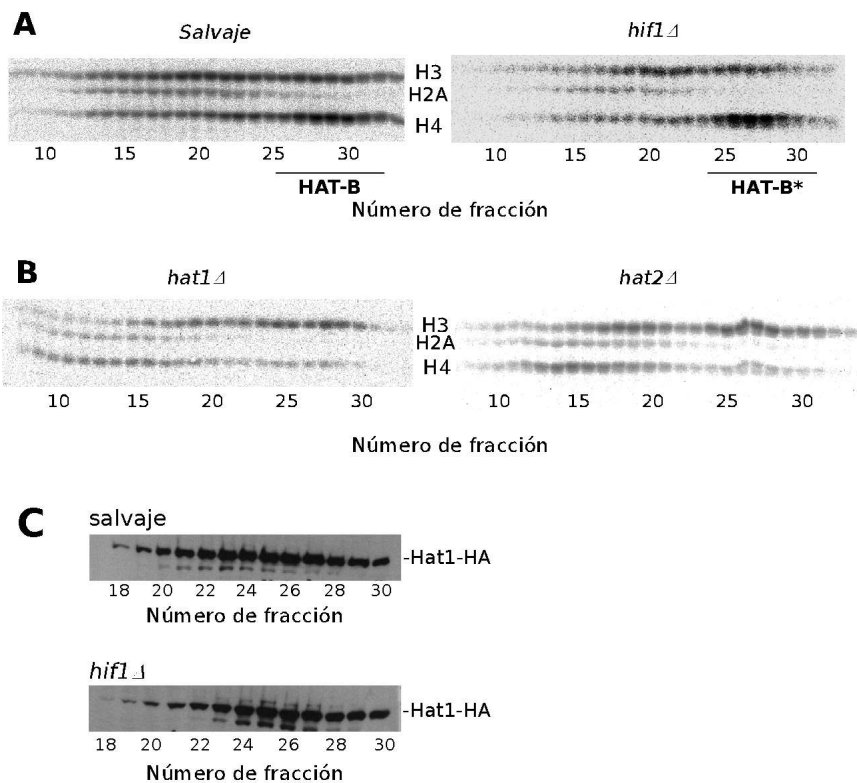 A
Salvaje
hif1Δ
H3
H2A
H4
10 15 20 25 30
10 15 20 25 30
HAT-B
HAT-B*
Número de fracción
B
hat1Δ
hat2Δ
H3
H2A
H4
10 15 20 25 30
10 15 20 25 30
Número de fracción
C
salvaje
-Hat1-HA
18 20 22 24 26 28 30
Número de fracción
hif1Δ
-Hat1-HA
18 20 22 24 26 28 30
Número de fracción